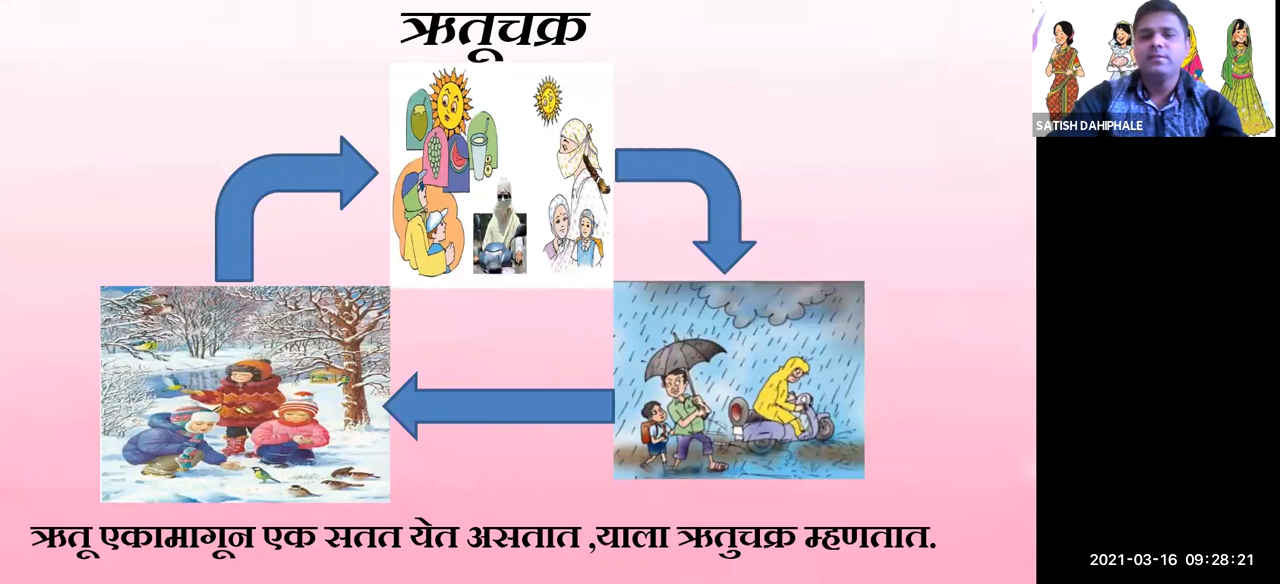 ऋतूचक्र
SATISH DAHIPHALE
ऋतू एकामागून एक सतत येत असतात ,याला ऋतुचक्र म्हणतात.
2021-03-16 09:28:21